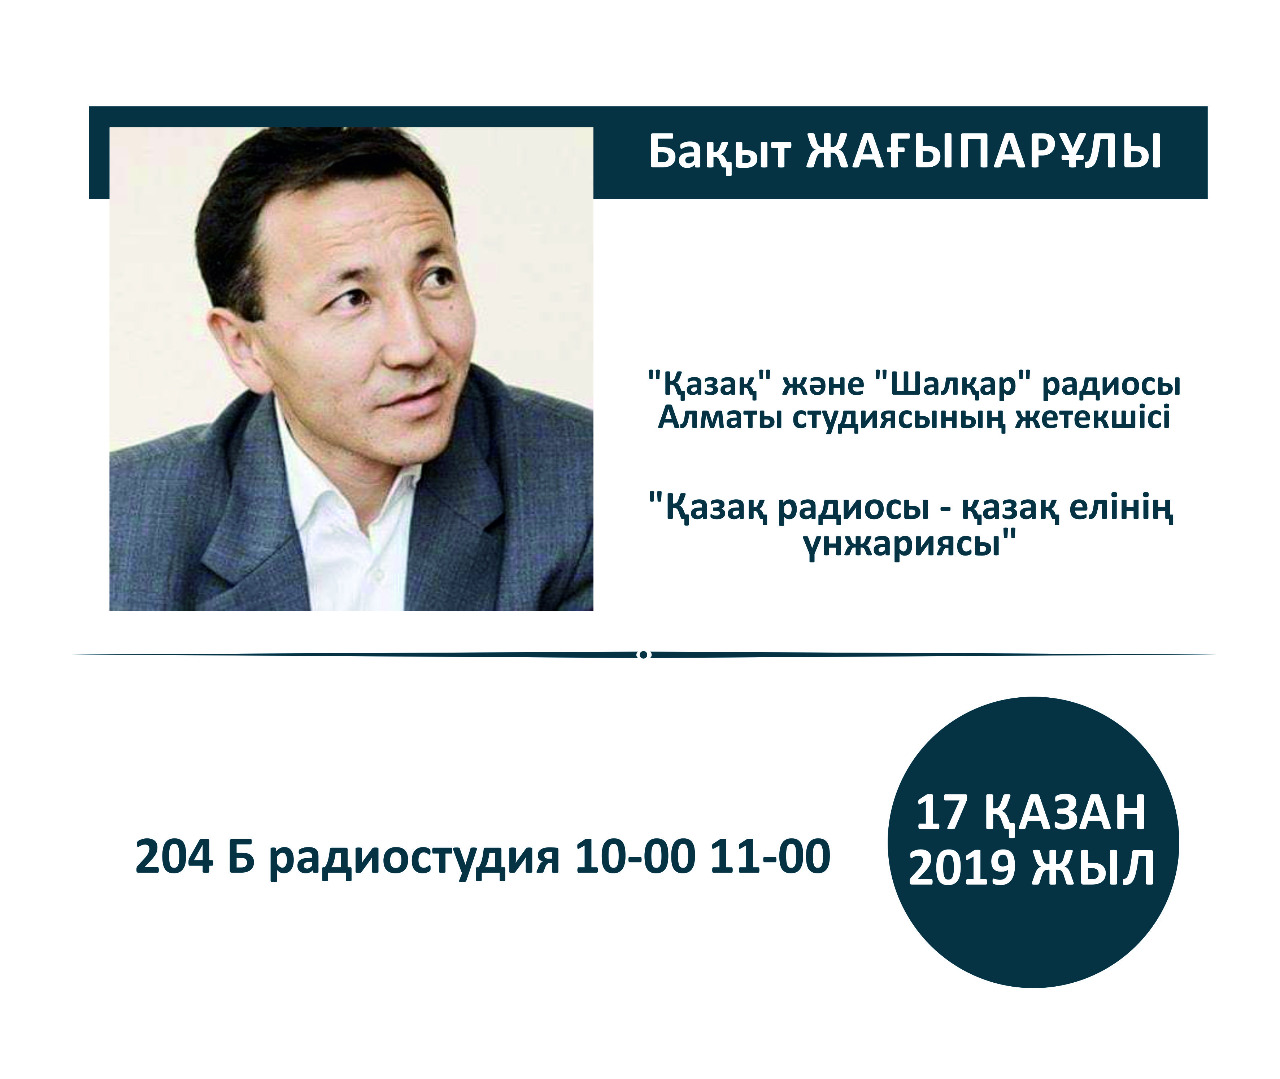 Бақыт ЖАҒЫПАРҰЛЫ
"Қазақ" және "Шалқар" радиосы
Алматы студиясының жетекшісі
"Қазақ радиосы - қазақ елінің
үнжариясы"
204 Б радиостудия 10-00 11-00
17 ҚАЗАН
2019 ЖЫЛ